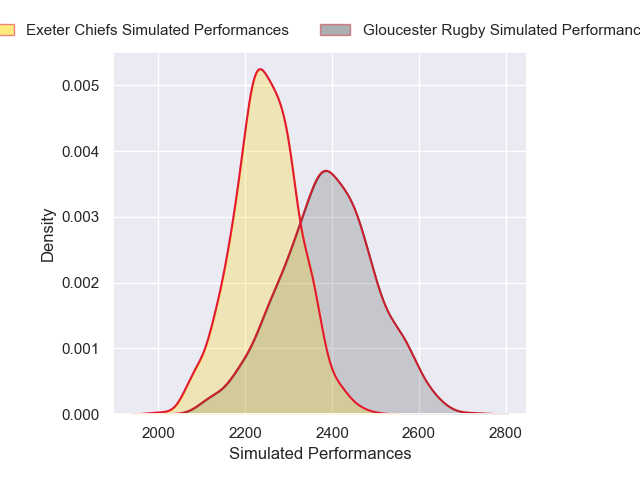 Exeter Chiefs Simulated Performances Gloucester Rugby Simulated
0.005
0.004
0.003
0.002
0.001
0.000
Density
2000 2200 2400 2600 2800
Simulated Performances